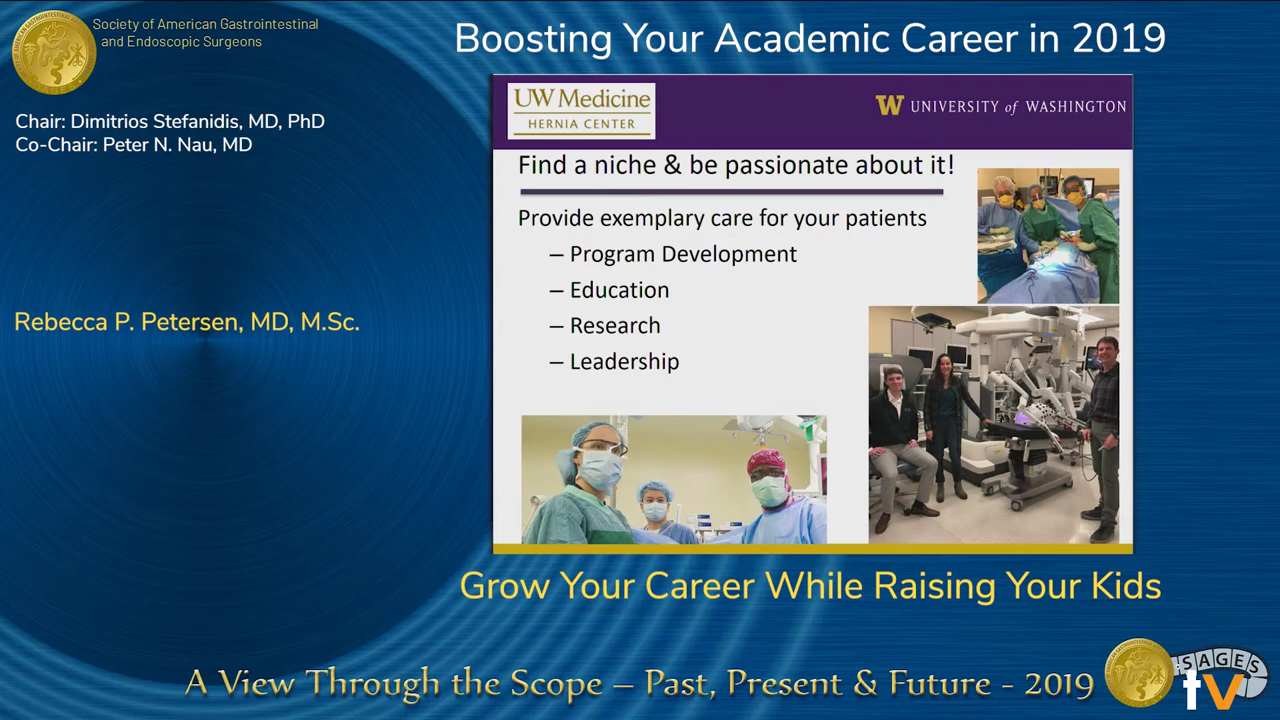 Society of American Gastrointestinal
and Endoscopic Surgeons
Boosting Your Academic Career in 2019
Chair: Dimitrios Stefanidis, MD, PhD
Co-Chair: Peter N. Nau, MD
Rebecca P. Petersen, MD, M.Sc.
UW Medicine
HERNIA CENTER
W UNIVERSITY of WASHINGTON
Find a niche & be passionate about it!
Provide exemplary care for your patients
– Program Development
– Education
– Research
– Leadership
Grow Your Career While Raising Your Kids
A View Through the Scope – Past, Present & Future - 2019
SAGES
tv